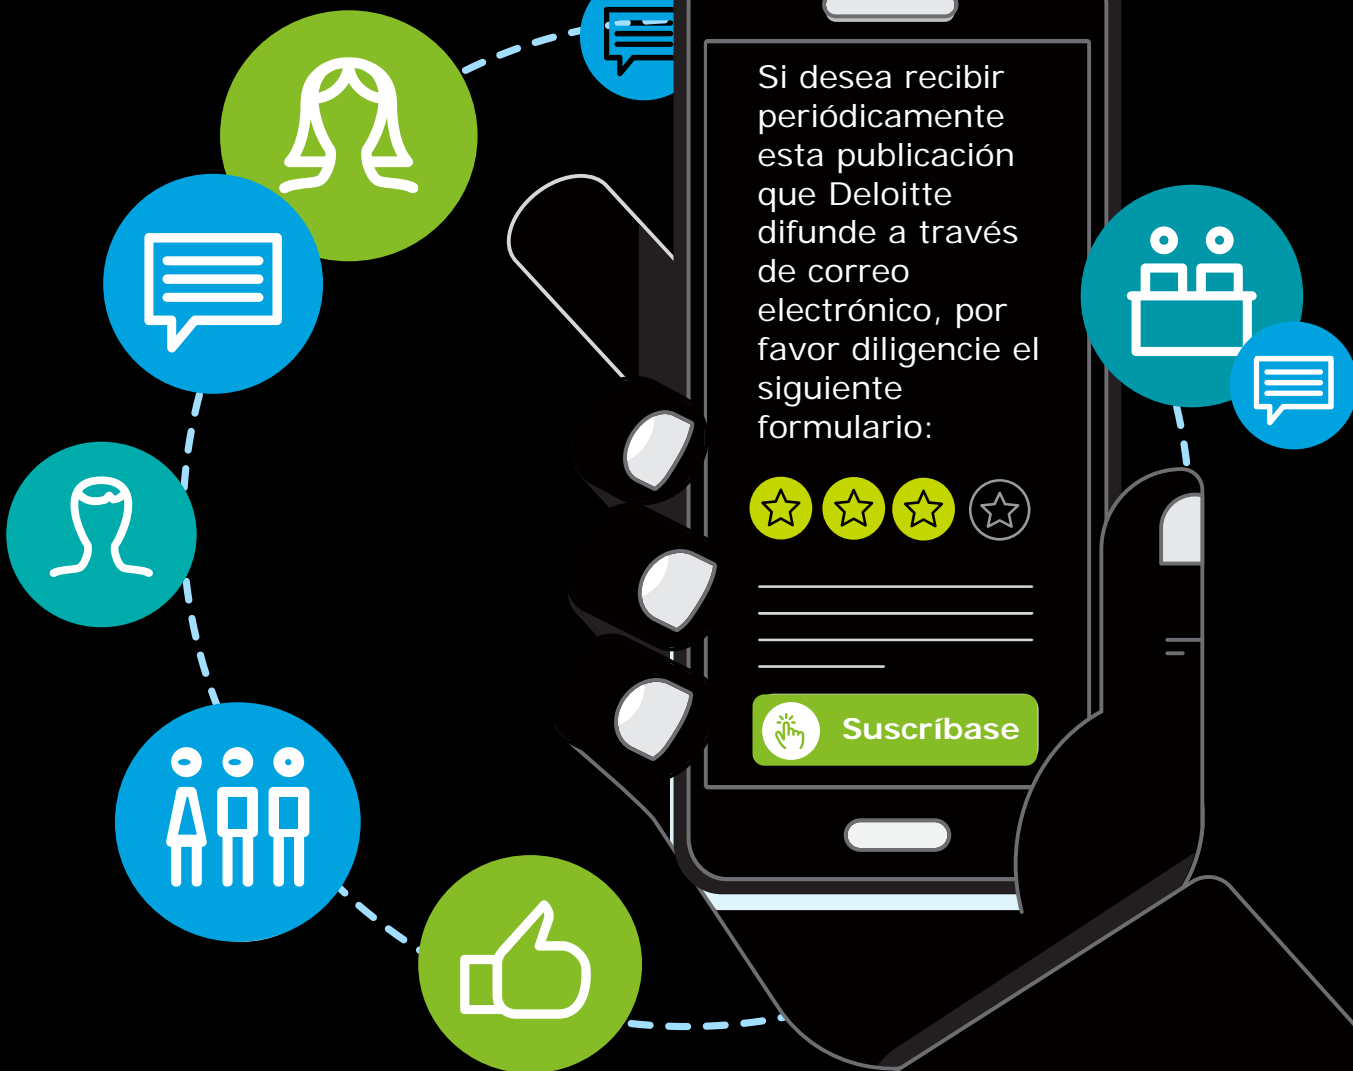 Si desea recibir
periódicamente
esta publicación
que Deloitte
difunde a través
de correo
electrónico, por
favor diligencie el
siguiente
formulario:
Suscríbase